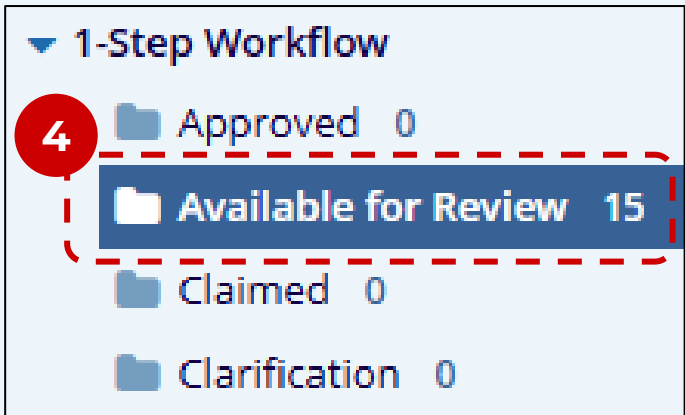 1-Step Workflow
Approved 0
4
Available for Review 15
Claimed 0
Clarification 0